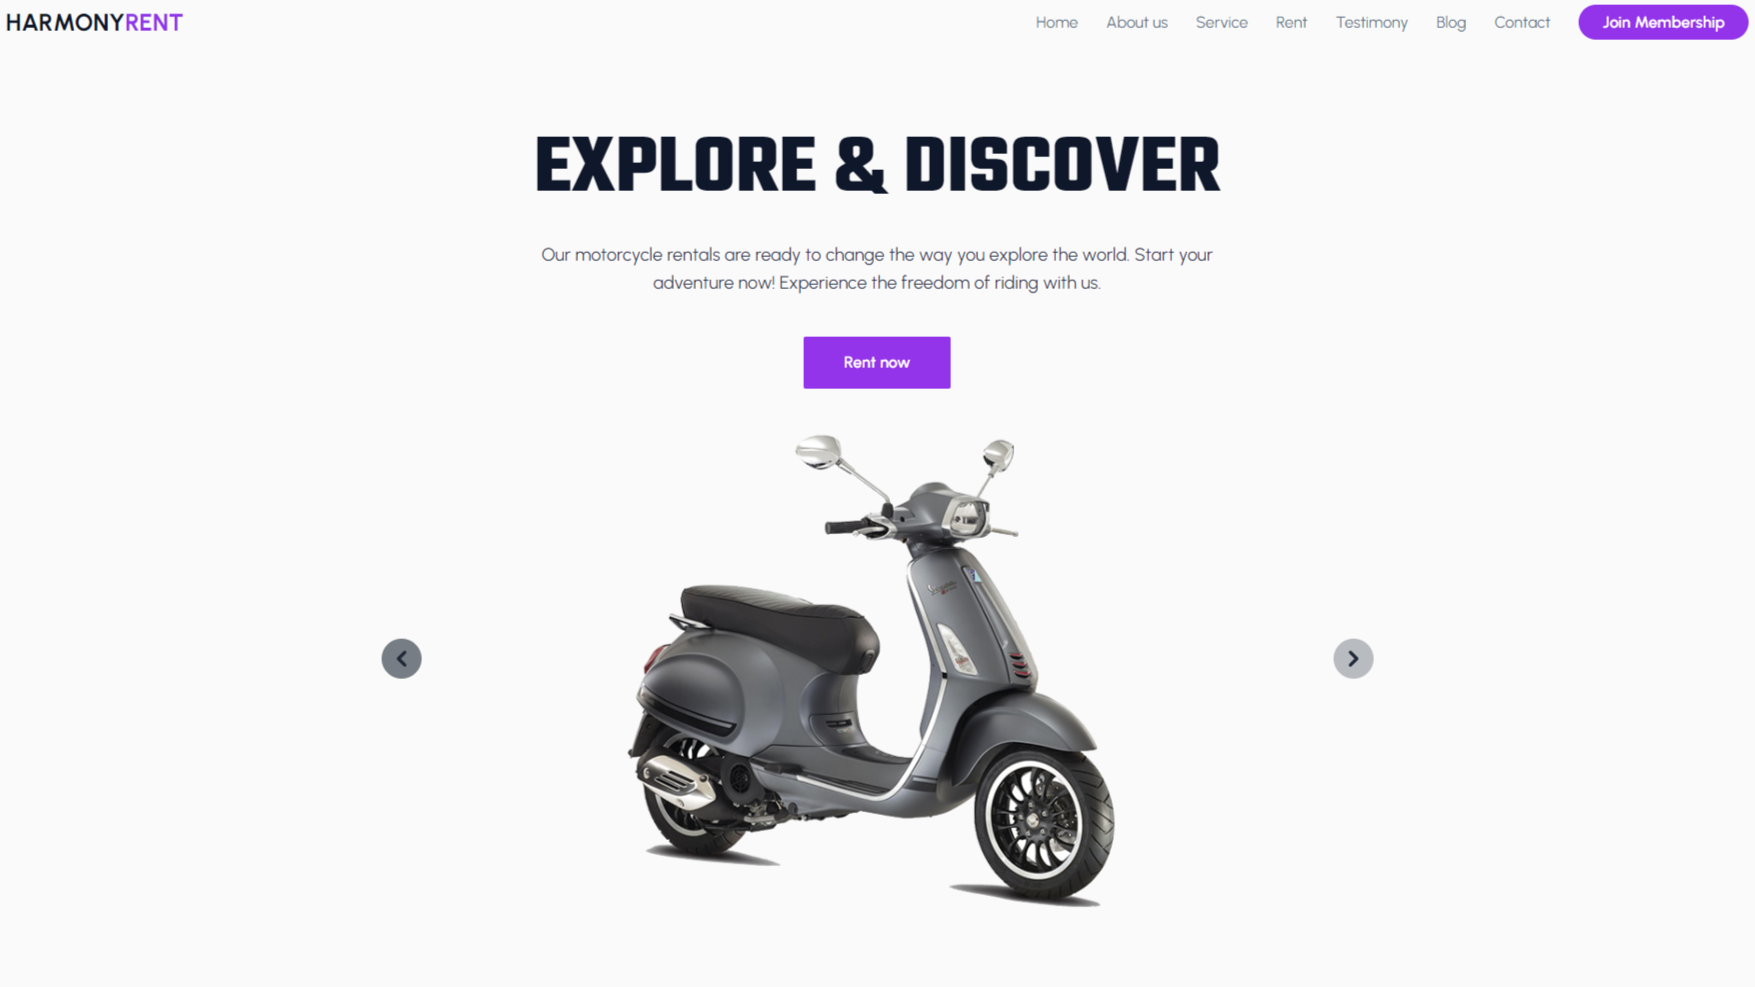 HARMONYRENT
Home About us Service Rent Testimony Blog Contact Join Membership
EXPLORE & DISCOVER
Our motorcycle rentals are ready to change the way you explore the world. Start your
adventure now! Experience the freedom of riding with us.
Rent now
Vespa